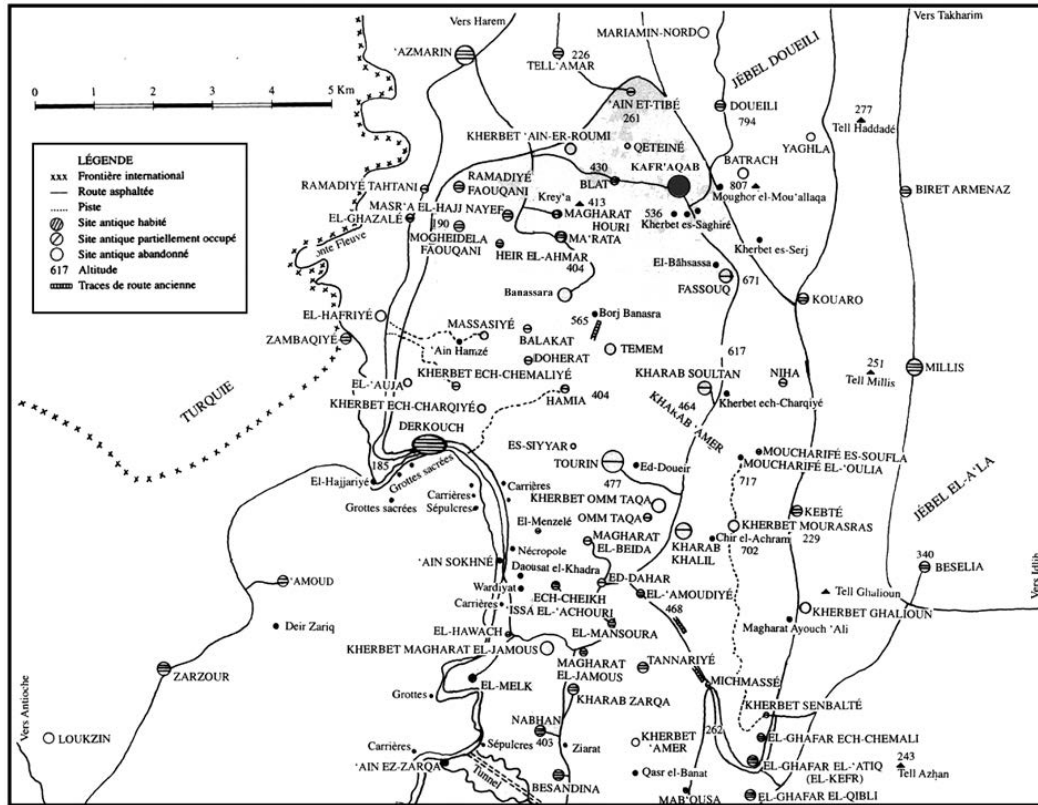 Vers Harem
Vers Takharim
MARIAMIN-NORD
'AZMARIN
226
TELL'AMAR
JÉBEL DOUEILI
0 1 2 3 4 5 Km
'AIN ET-TIBÉ
261
DOUEILI
794
277
Tell Haddadé
LÉGENDE
xxx Frontière international
Route asphaltée
Piste
Site antique habité
Site antique partiellement occupé
Site antique abandonné
617 Altitude
Traces de route ancienne
KHERBET 'AIN-ER-ROUMI
QETEINÉ
YAGHLA
BATRACH
430
BLAT
KAFR'AQAB
807
Moughor el-Mou'allaqa
BIRET ARMENAZ
RAMADIYÉ TAHTANI
RAMADIYÉ
FAOUQANI
Krey'a
413
MASR'A EL-HAJJ NAYEF
MAGHARAT
HOURI
536
Kherbet es-Saghiré
EL-GHAZALÉ
190
MOGHEIDELA
FAOUQANI
MA'RATA
HEIR EL-AHMAR
404
Kherbet es-Serj
onte Fleuve
El-Bâhsassa
FASSOUQ
671
Banassara
KOUARO
EL-HAFRIYÉ
MASSASIYÉ
565
Borj Banasra
ZAMBAQIYÉ
'Ain Hamzé
BALAKAT
TEMEM
617
DOHERAT
251
Tell Millis
MILLIS
KHERBET ECH-CHEMALIYÉ
KHARAB SOULTAN
NIHA
TURQUIE
EL-'AUJA
HAMIA
404
464
Kherbet ech-Charqiyé
KHERBET ECH-CHARQIYÉ
KHARAB 'AMER
DERKOUCH
ES-SIYYAR
MOUCHARIFÉ ES-SOUFLA
MOUCHARIFÉ EL-'OULIA
717
185
Grottes sacrées
TOURIN
477
Ed-Doueir
El-Hajjariyé
Carrières
Grottes sacrées
Carrières
Sépulcres
KHERBET OMM TAQA
JÉBEL EL-A'LA
El-Menzelé
OMM TAQA
KEBTÉ
229
KHERBET MOURASRAS
MAGHARAT
EL-BEIDA
KHARAB
KHALIL
Chir el-Achram
702
Nécropole
340
BESELIA
'AIN SOKHNÉ
Daousat el-Khadra
ED-DAHAR
'AMOUD
Wardiyat
ECH-CHEIKH
'ISSA EL-'ACHOURI
EL-'AMOUDIYÉ
Tell Ghalioun
Vers Idlib
Carrières
468
KHERBET GHALIOUN
Deir Zariq
Magharat Ayouch 'Ali
EL-HAWACH
EL-MANSOURA
KHERBET MAGHARAT EL-JAMOUS
MAGHARAT
EL-JAMOUS
TANNARIYÉ
ZARZOUR
EL-MELK
MICHMASSÉ
Grottes
KHARAB ZARQA
KHERBET SENBALTÉ
Vers Antioche
NABHAN
403
262
LOUKZIN
Sépulcres
Ziarat
KHERBET
'AMER
EL-GHAFAR ECH-CHEMALI
Carrières
'AIN EZ-ZARQA
Tunnel
EL-GHAFAR EL-'ATIQ
(EL-KEFR)
243
Tell Azhan
BESANDINA
Qasr el-Banat
MAB'OUSA
EL-GHAFAR EL-QIBLI